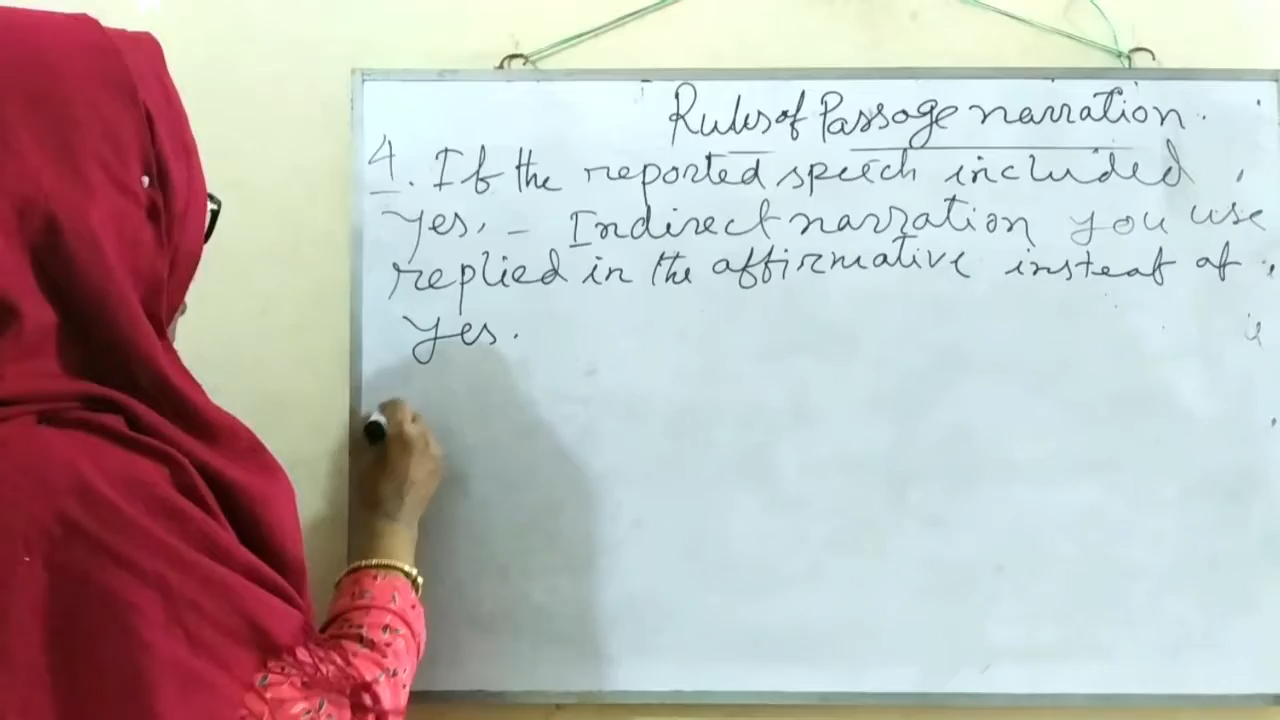 Rules of Passage narration.
4. If the reported speech included,
yes, - Indirect narration you use
replied in the affirmative insteaf of
yes.